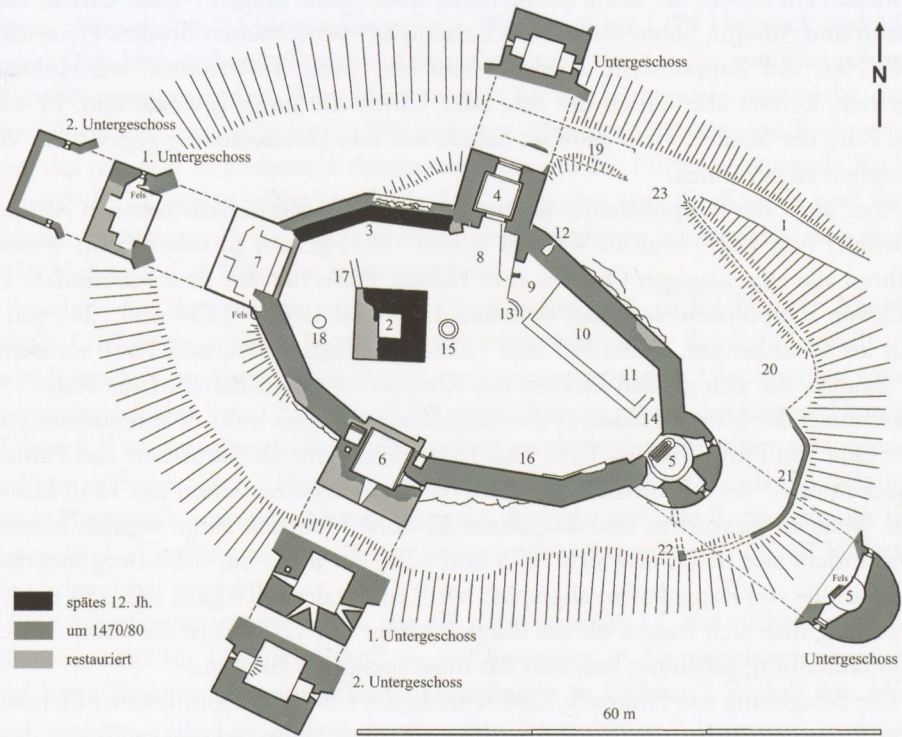 Untergeschoss
N
2. Untergeschoss
1. Untergeschoss
Fels
19
23
1
4
12
3
8
7
17
13
10
Fels
18
2
15
11
20
14
6
16
5
21
22
spätes 12. Jh.
um 1470/80
restauriert
1. Untergeschoss
2. Untergeschoss
Fels
5
Untergeschoss
60 m